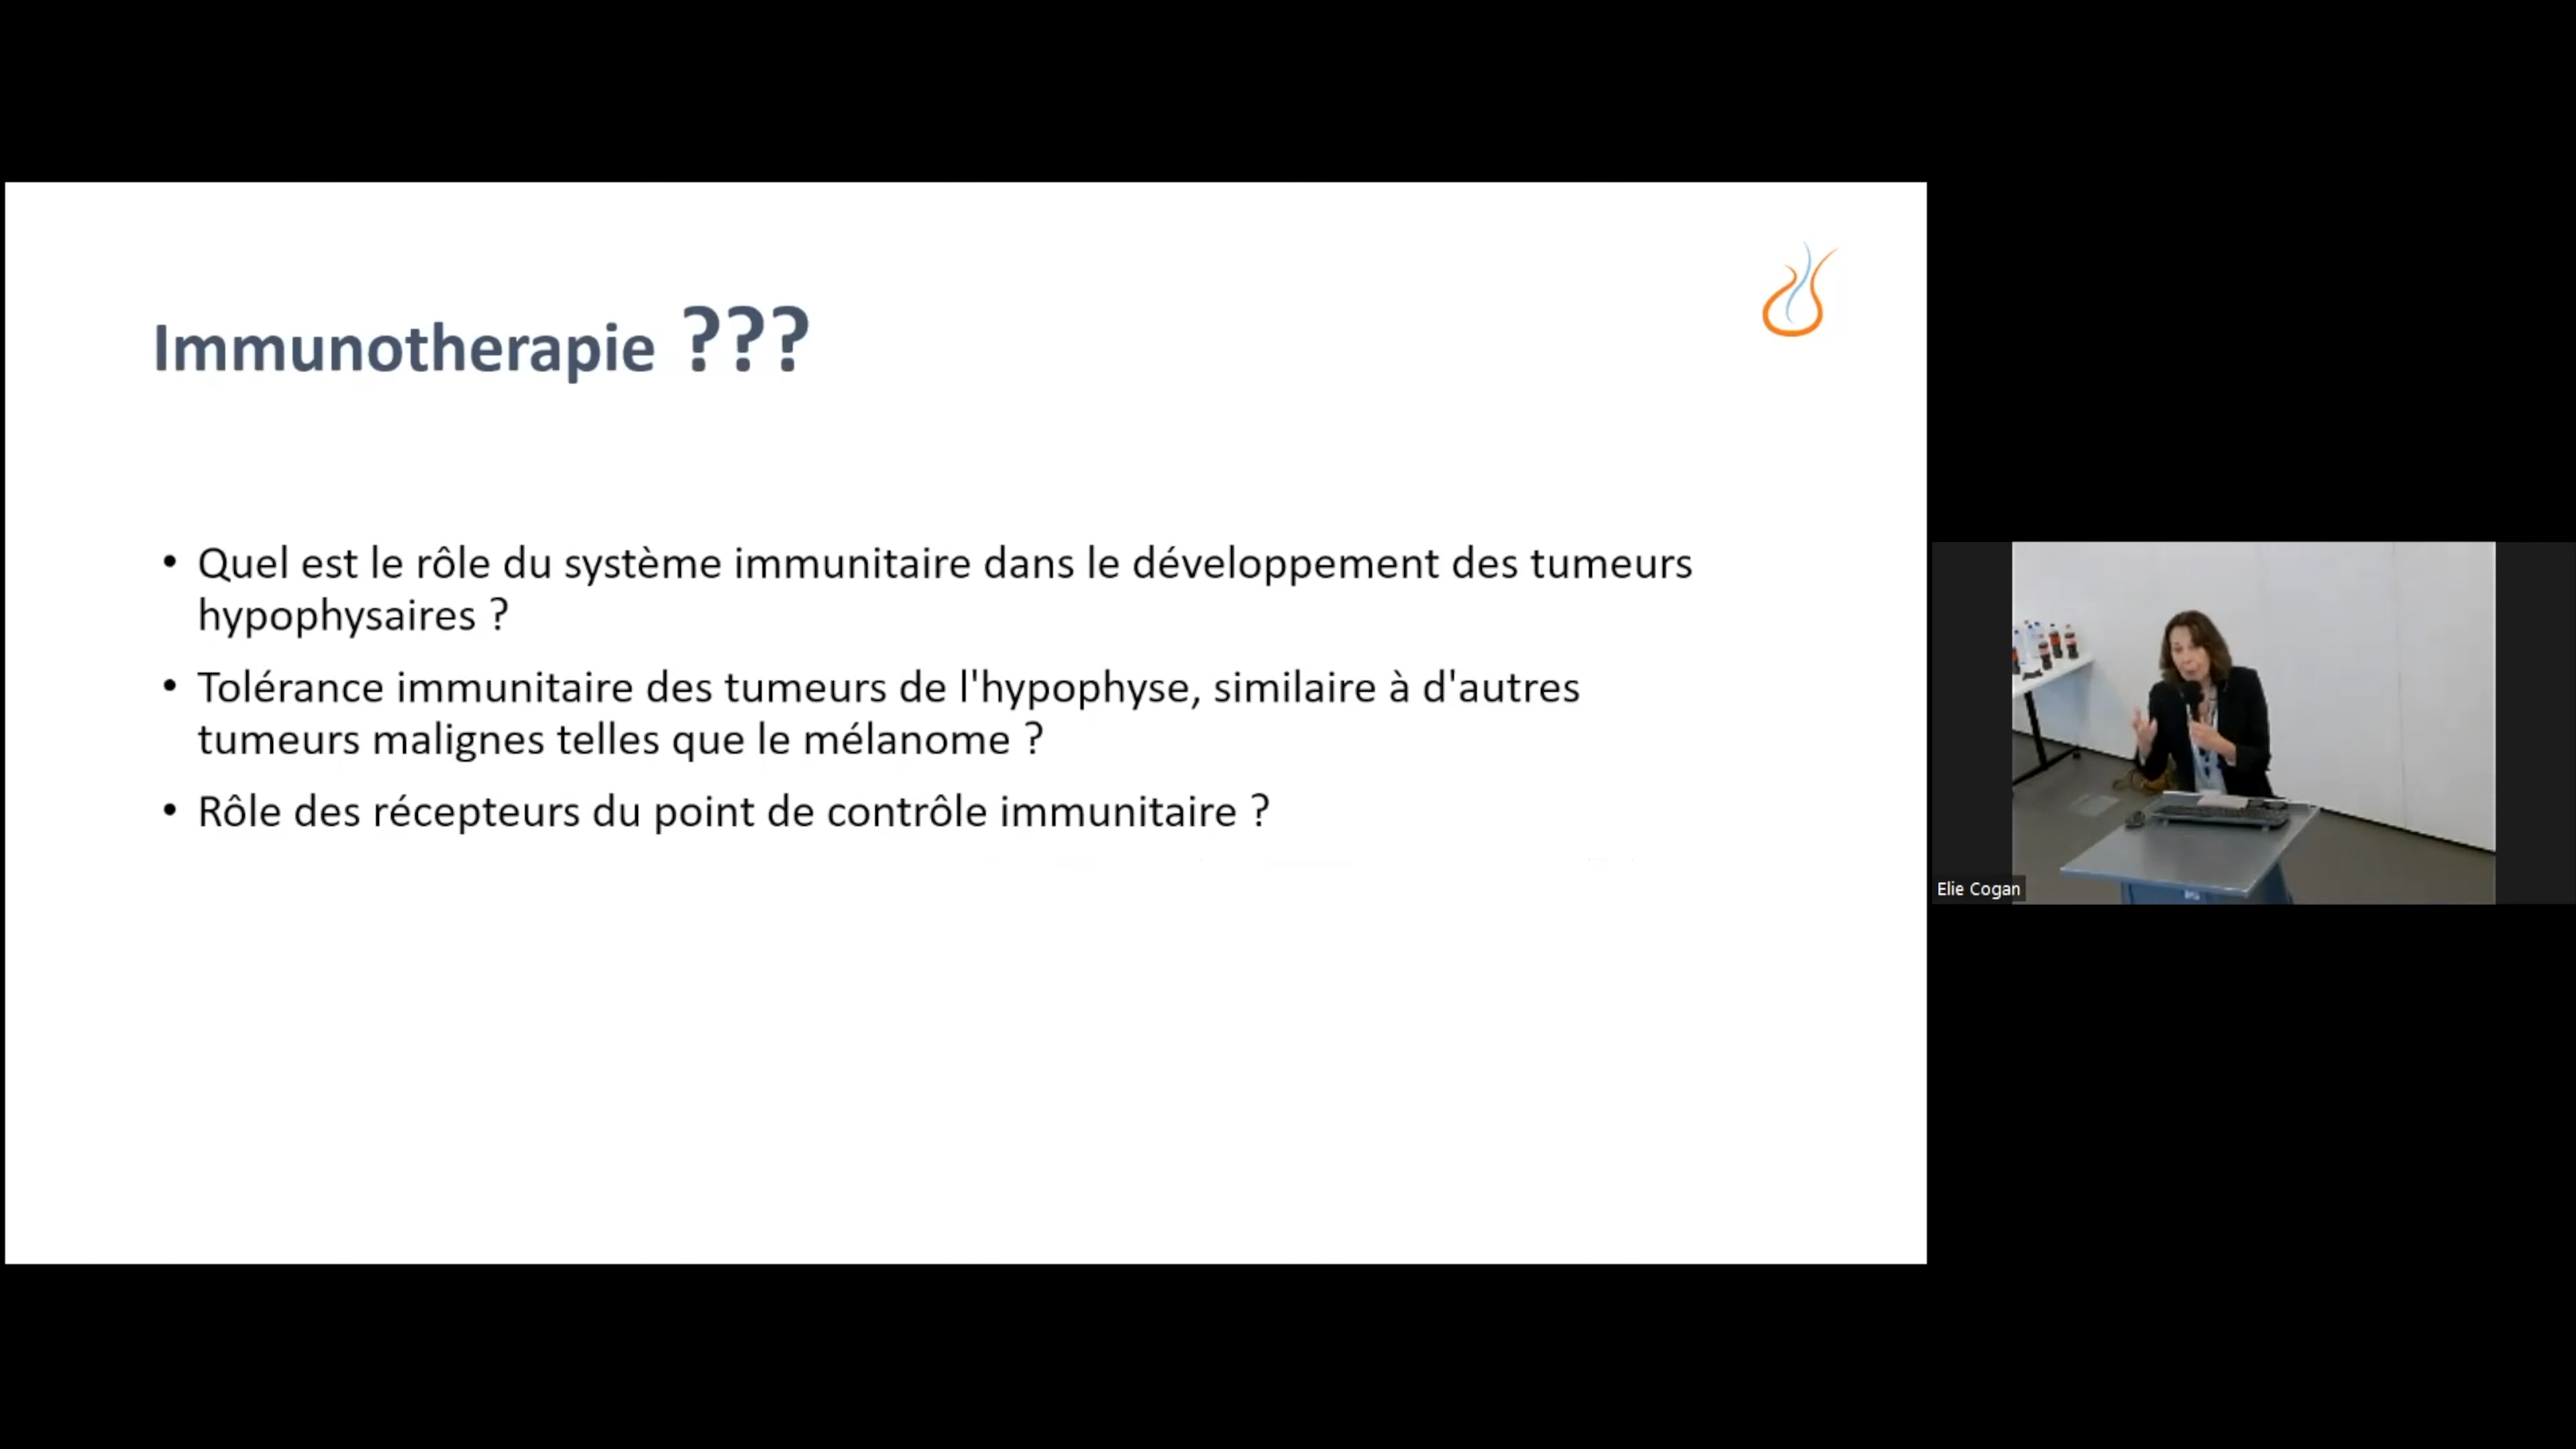 Immunotherapie ???
• Quel est le rôle du système immunitaire dans le développement des tumeurs
hypophysaires ?
• Tolérance immunitaire des tumeurs de l'hypophyse, similaire à d'autres
tumeurs malignes telles que le mélanome ?
• Rôle des récepteurs du point de contrôle immunitaire ?
Elie Cogan